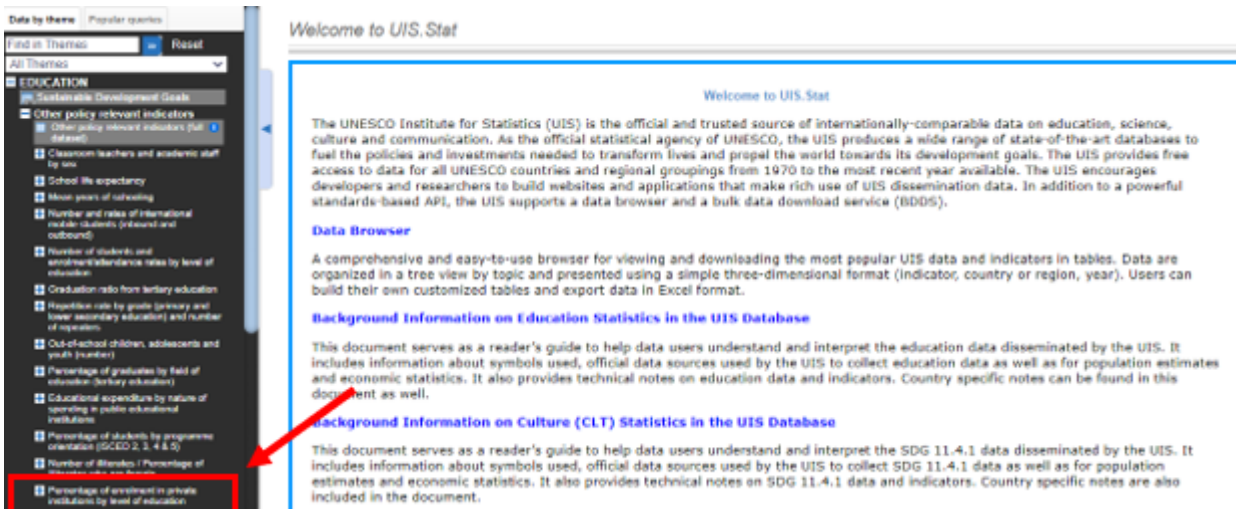 Data by theme Popular queries
Find in Themes Reset
All Themes
EDUCATION
Sustainable Development Goals
Other policy relevant indicators
Other policy relevant indicators (full
dataset)
Classroom teachers and academic staff
by sex
School life expectancy
Mean years of schooling
Number and rates of international
mobile students (inbound and
outbound)
Number of students and
enrolment/attendance rates by level of
education
Graduation ratio from tertiary education
Repetition rate by grade (primary and
lower secondary education) and number
of repeaters
Out-of-school children, adolescents and
youth (number)
Percentage of graduates by field of
education (tertiary education)
Educational expenditure by nature of
spending in public educational
institutions
Percentage of students by programme
orientation (ISCED 2, 3, 4 & 5)
Number of illiterates / Percentage of
Percentage of enrolment in private
institutions by level of education
Welcome to UIS.Stat
Welcome to UIS.Stat
The UNESCO Institute for Statistics (UIS) is the official and trusted source of internationally-comparable data on education, science,
culture and communication. As the official statistical agency of UNESCO, the UIS produces a wide range of state-of-the-art databases to
fuel the policies and investments needed to transform lives and propel the world towards its development goals. The UIS provides free
access to data for all UNESCO countries and regional groupings from 1970 to the most recent year available. The UIS encourages
developers and researchers to build websites and applications that make rich use of UIS dissemination data. In addition to a powerful
standards-based API, the UIS supports a data browser and a bulk data download service (BDDS).
Data Browser
A comprehensive and easy-to-use browser for viewing and downloading the most popular UIS data and indicators in tables. Data are
organized in a tree view by topic and presented using a simple three-dimensional format (indicator, country or region, year). Users can
build their own customized tables and export data in Excel format.
Background Information on Education Statistics in the UIS Database
This document serves as a reader's guide to help data users understand and interpret the education data disseminated by the UIS. It
includes information about symbols used, official data sources used by the UIS to collect education data as well as for population estimates
and economic statistics. It also provides technical notes on education data and indicators. Country specific notes can be found in this
document as well.
Background Information on Culture (CLT) Statistics in the UIS Database
This document serves as a reader's guide to help data users understand and interpret the SDG 11.4.1 data disseminated by the UIS. It
includes information about symbols used, official data sources used by the UIS to collect SDG 11.4.1 data as well as for population
estimates and economic statistics. It also provides technical notes on SDG 11.4.1 data and indicators. Country specific notes are also
included in the document.